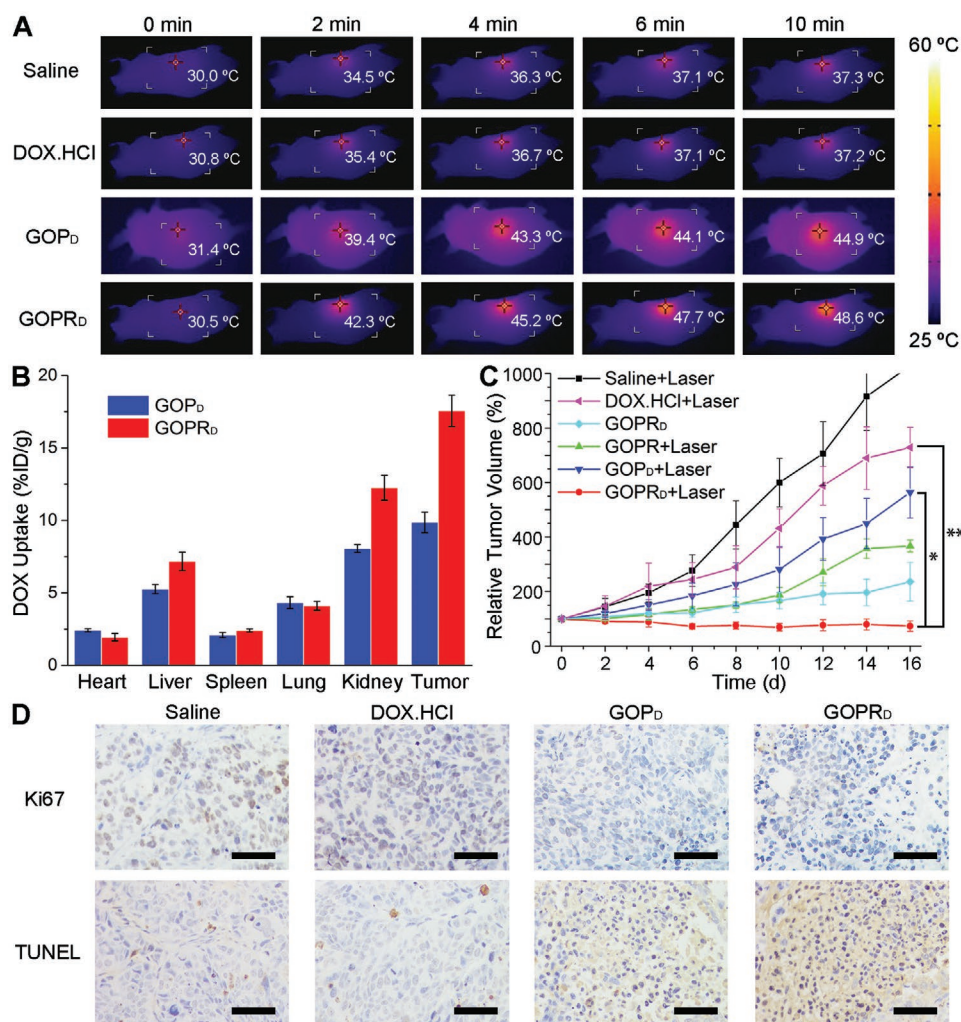 A
0 min 2 min 4 min 6 min 10 min
60 ºC
Saline
30.0 ºC 34.5 ºC 36.3 ºC 37.1 ºC 37.3 ºC
DOX.HCl
30.8 ºC 35.4 ºC 36.7 ºC 37.1 ºC 37.2 ºC
GOPD
31.4 ºC 39.4 ºC 43.3 ºC 44.1 ºC 44.9 ºC
GOPRD
30.5 ºC 42.3 ºC 45.2 ºC 47.7 ºC 48.6 ºC
25 ºC
B
DOX Uptake (%ID/g)
20
15
10
5
0
GOPD
GOPRD
Heart Liver Spleen Lung Kidney Tumor
C
Relative Tumor Volume (%)
1000
800
600
400
200
0
Saline+Laser
DOX.HCl+Laser
GOPRD
GOPR+Laser
GOPD+Laser
GOPRD+Laser
*
**
0 2 4 6 8 10 12 14 16
Time (d)
D
Saline DOX.HCl GOPD GOPRD
Ki67
TUNEL